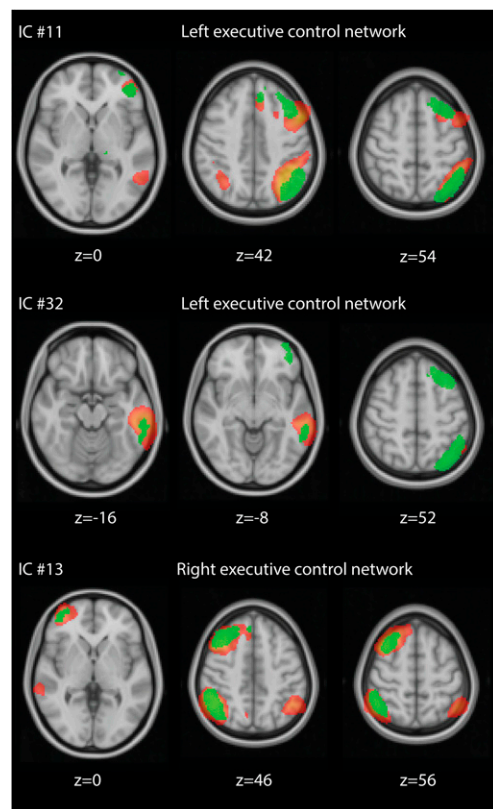 IC #11 Left executive control network
z=0 z=42 z=54
IC #32 Left executive control network
z=-16 z=-8 z=52
IC #13 Right executive control network
z=0 z=46 z=56